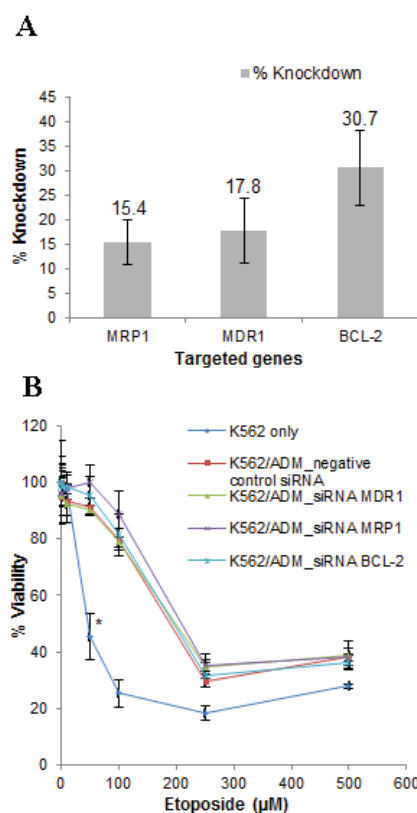 A
% Knockdown
45
40
35
30
25
20
15
10
5
0
% Knockdown
15.4
17.8
30.7
MRP1
MDR1
BCL-2
Targeted genes
B
120
100
80
60
40
20
0
% Viability
K562 only
K562/ADM_negative
control siRNA
K562/ADM_siRNA MDR1
K562/ADM_siRNA MRP1
K562/ADM_siRNA BCL-2
*
0
100
200
300
400
500
600
Etoposide (µM)